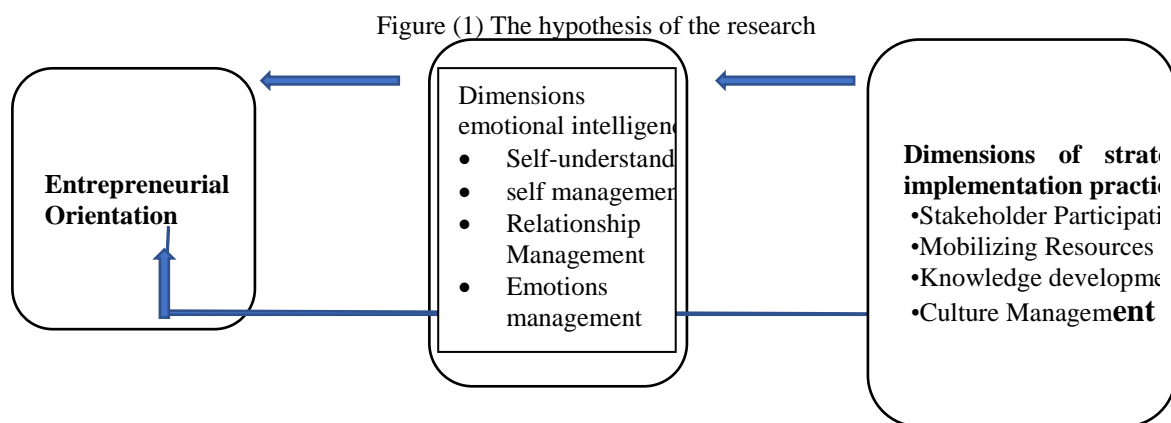 Figure (1) The hypothesis of the research
Entrepreneurial
Orientation
Dimensions
emotional intelligen
• Self-understand
• self managemen
• Relationship
Management
• Emotions
management
Dimensions of strate
implementation practic
•Stakeholder Participati
•Mobilizing Resources
•Knowledge developme
•Culture Management